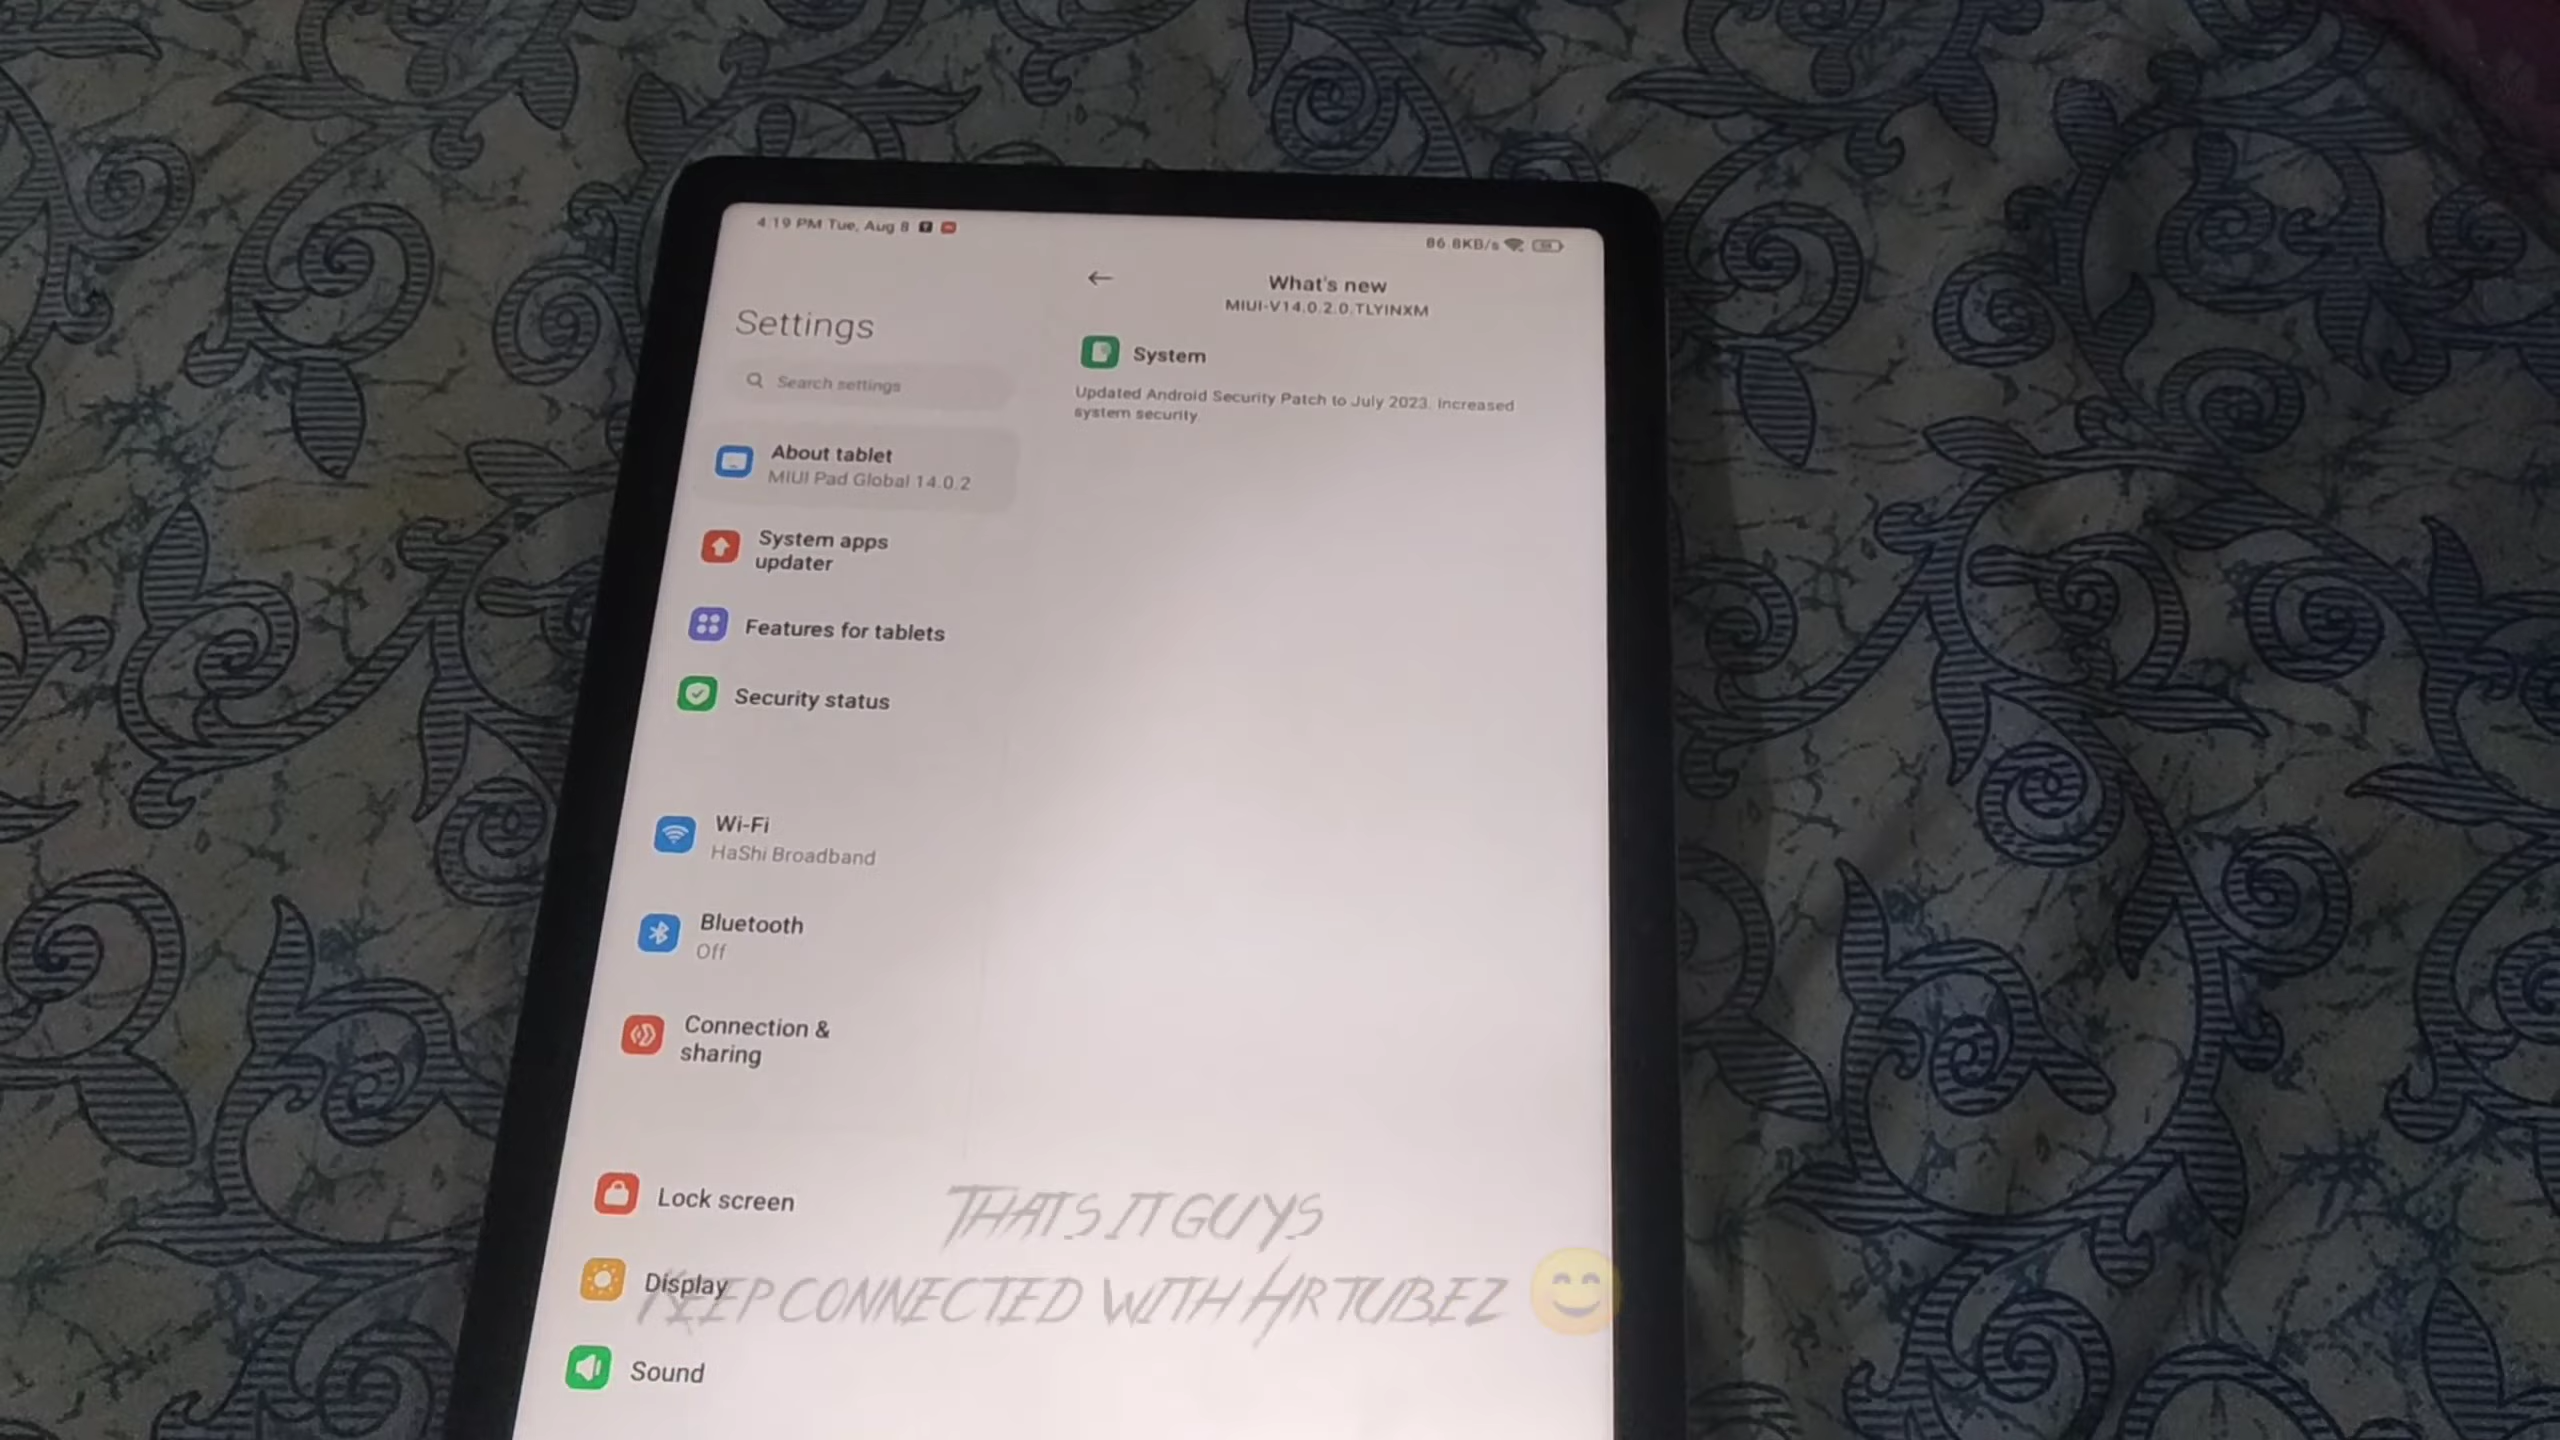 4:19 PM Tue, Aug 8
86.8KB/s
Settings
Search settings
About tablet
MIUI Pad Global 14.0.2
System apps
updater
Features for tablets
Security status
Wi-Fi
HaShi Broadband
Bluetooth
Off
Connection &
sharing
Lock screen
Display
Sound
What's new
MIUI-V14.0.2.0.TLYINXM
System
Updated Android Security Patch to July 2023. Increased
system security.
THATS IT GUYS
KEEP CONNECTED WITH HR TUBEZ 😊